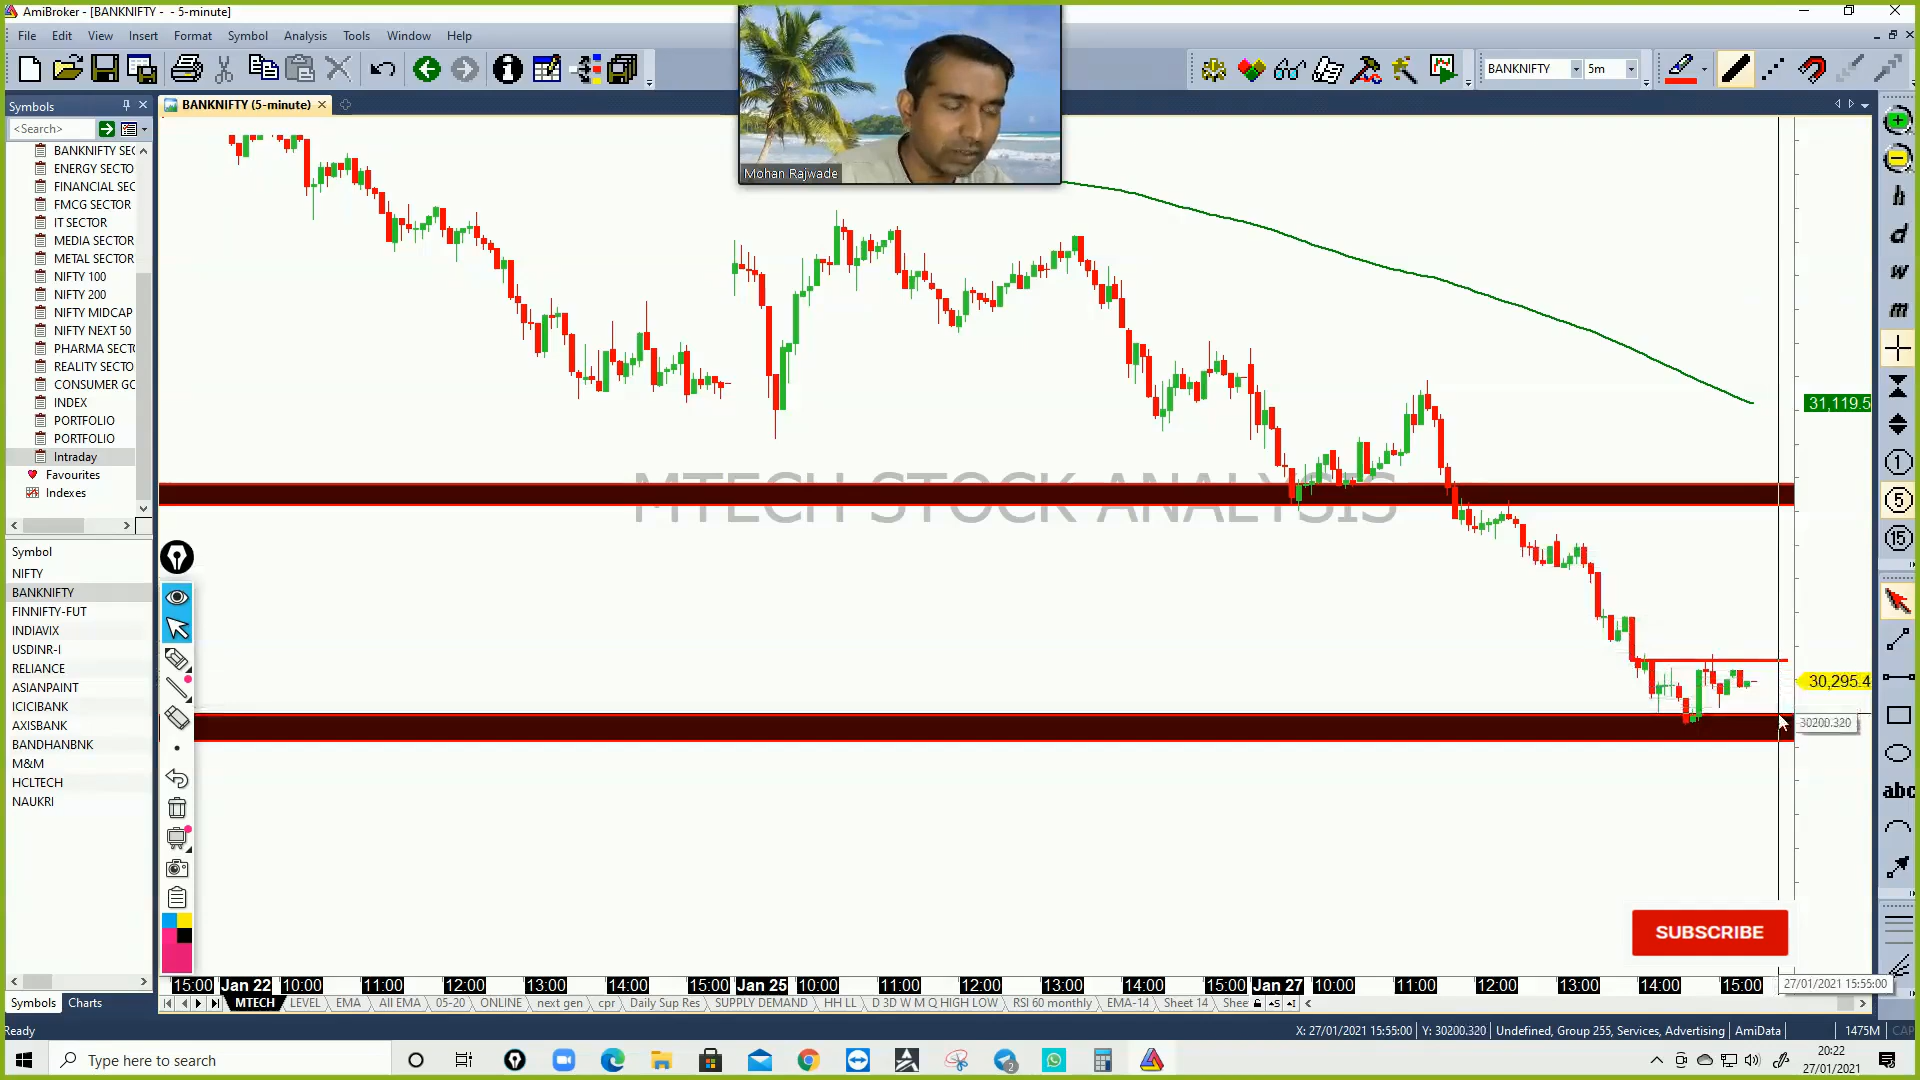 AmiBroker - [BANKNIFTY - - 5-minute]
File Edit View Insert Format Symbol Analysis Tools Window Help
BANKNIFTY 5m
Symbols
BANKNIFTY (5-minute)
<Search>
BANKNIFTY SEC
ENERGY SECTO
FINANCIAL SEC
FMCG SECTOR
IT SECTOR
MEDIA SECTOR
METAL SECTOR
NIFTY 100
NIFTY 200
NIFTY MIDCAP
NIFTY NEXT 50
PHARMA SECT
REALITY SECTO
CONSUMER GC
INDEX
PORTFOLIO
PORTFOLIO
Intraday
Favourites
Indexes
Symbol
NIFTY
BANKNIFTY
FINNIFTY-FUT
INDIAVIX
USDINR-I
RELIANCE
ASIANPAINT
ICICIBANK
AXISBANK
BANDHANBNK
M&M
HCLTECH
NAUKRI
Symbols Charts
Mohan Rajwade
MTECH STOCK ANALYSIS
31,119.5
30,295.4
30200.320
h
d
w
m
1
5
15
abc
SUBSCRIBE
15:00 Jan 22 10:00 11:00 12:00 13:00 14:00 15:00 Jan 25 10:00 11:00 12:00 13:00 14:00 15:00 Jan 27 10:00 11:00 12:00 13:00 14:00 15:00 27/01/2021 15:55:00
MTECH LEVEL EMA All EMA 05-20 ONLINE next gen cpr Daily Sup Res SUPPLY DEMAND HH LL D 3D W M Q HIGH LOW RSI 60 monthly EMA-14 Sheet 14 Shee
Ready
X: 27/01/2021 15:55:00 Y: 30200.320 Undefined, Group 255, Services, Advertising AmiData 1475M CAP
Type here to search
2
20:22
27/01/2021